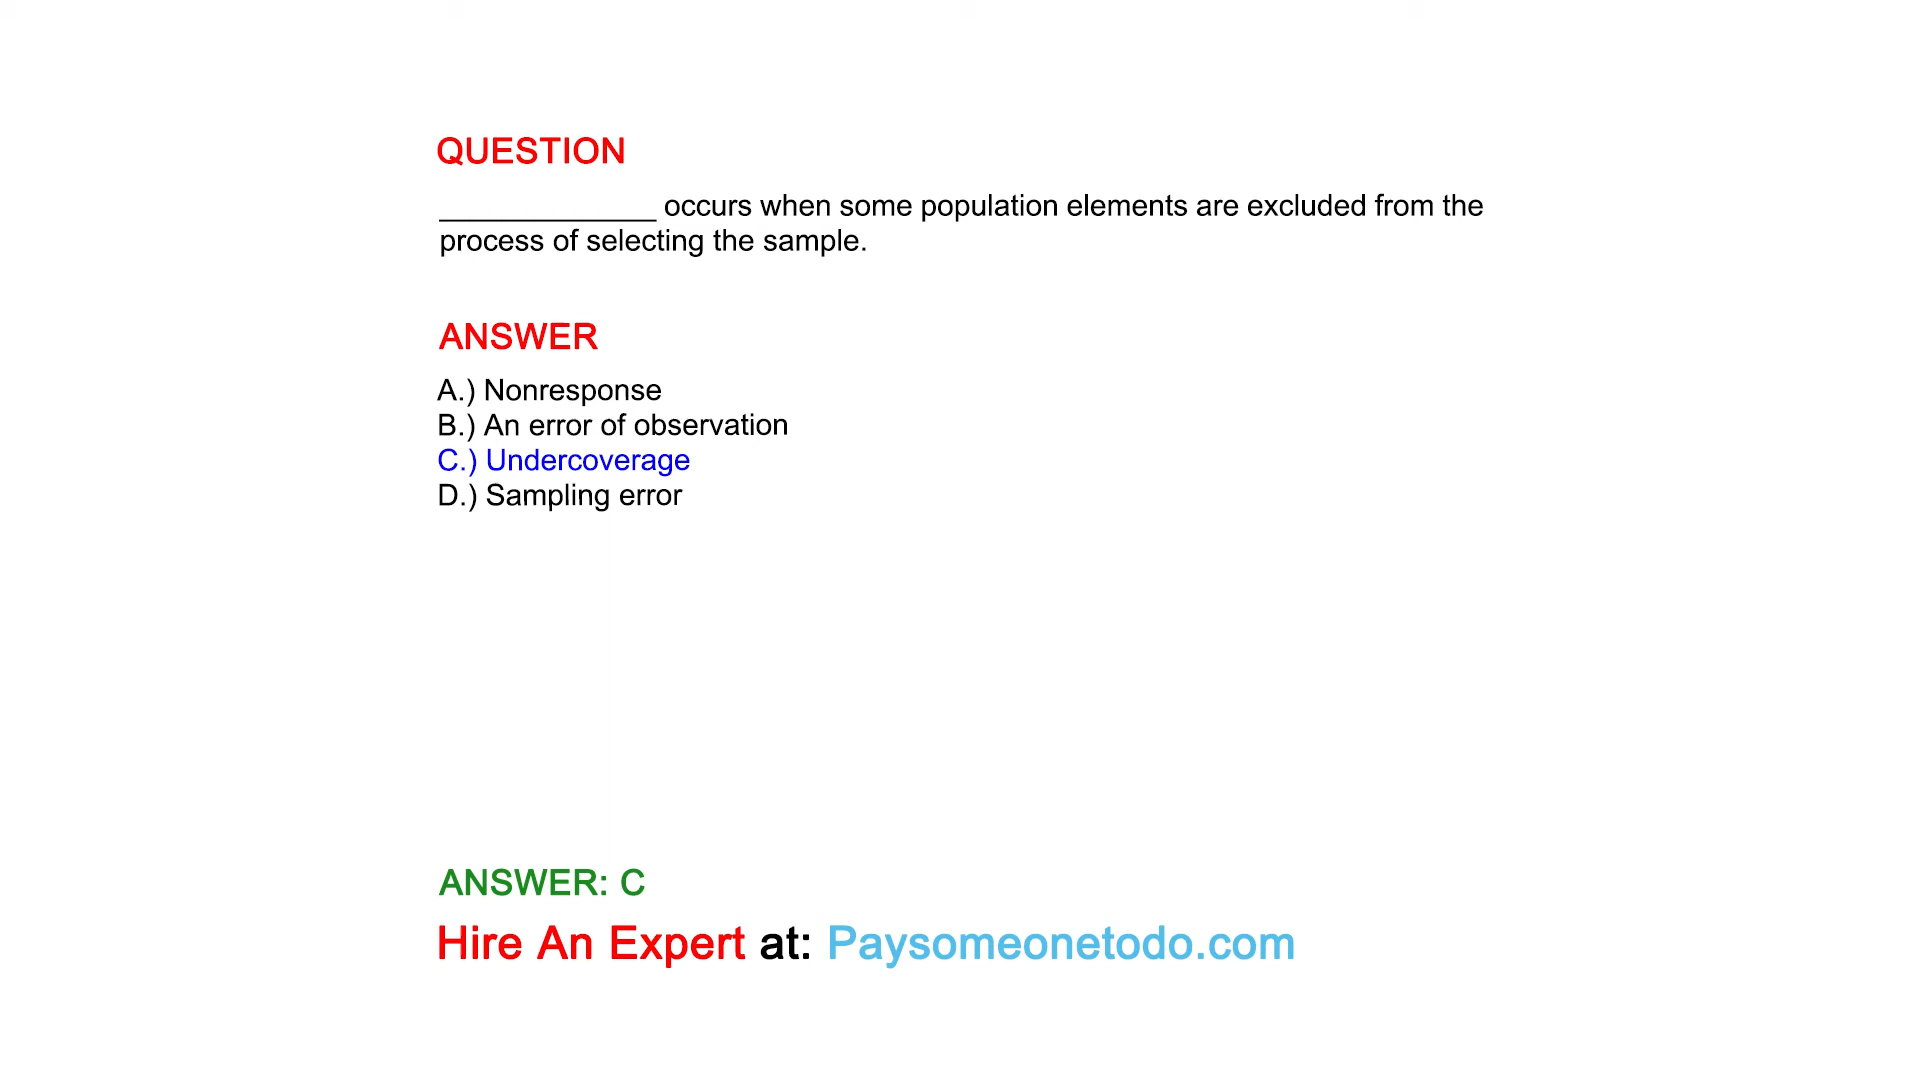 QUESTION
_____________ occurs when some population elements are excluded from the
process of selecting the sample.
ANSWER
A.) Nonresponse
B.) An error of observation
C.) Undercoverage
D.) Sampling error
ANSWER: C
Hire An Expert at: Paysomeonetodo.com